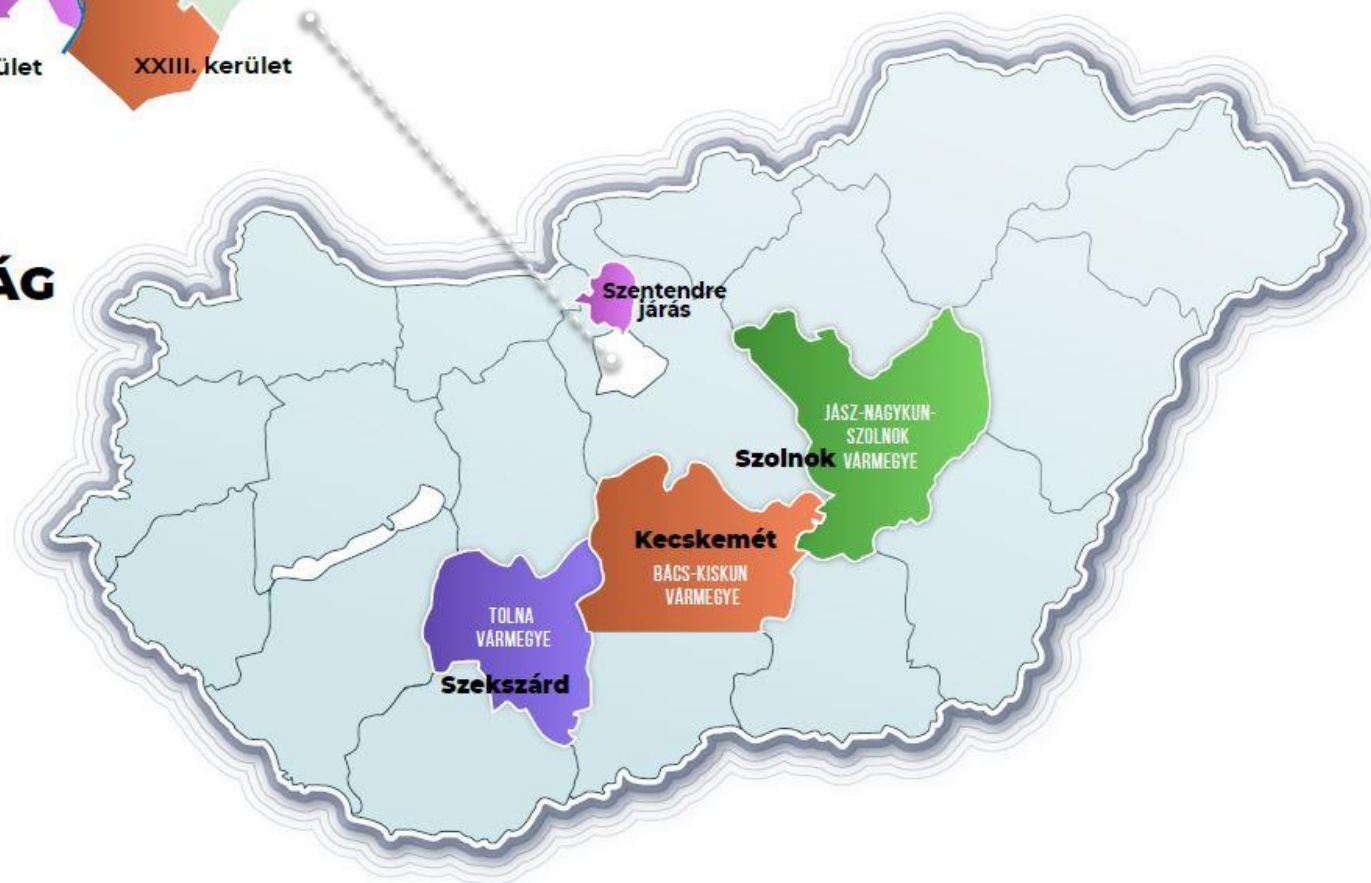 ület
XXIII. kerület
ÁG
Szentendre
járás
JÁSZ-NAGYKUN-
SZOLNOK
VÁRMEGYE
Szolnok
Kecskemét
BÁCS-KISKUN
VÁRMEGYE
TOLNA
VÁRMEGYE
Szekszárd